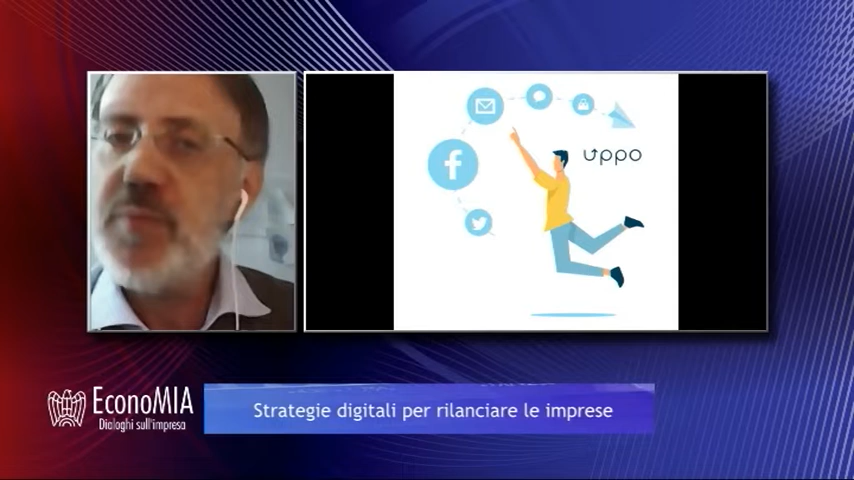 uppo
EconoMIA
Dialoghi sull'impresa
Strategie digitali per rilanciare le imprese